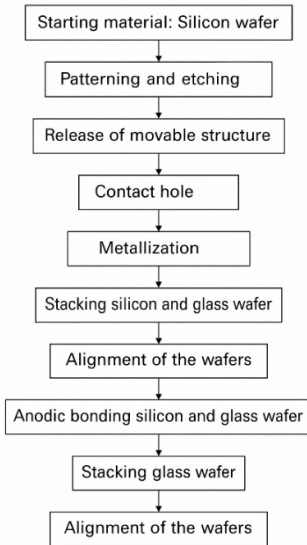 Starting material: Silicon wafer
Patterning and etching
Release of movable structure
Contact hole
Metallization
Stacking silicon and glass wafer
Alignment of the wafers
Anodic bonding silicon and glass wafer
Stacking glass wafer
Alignment of the wafers